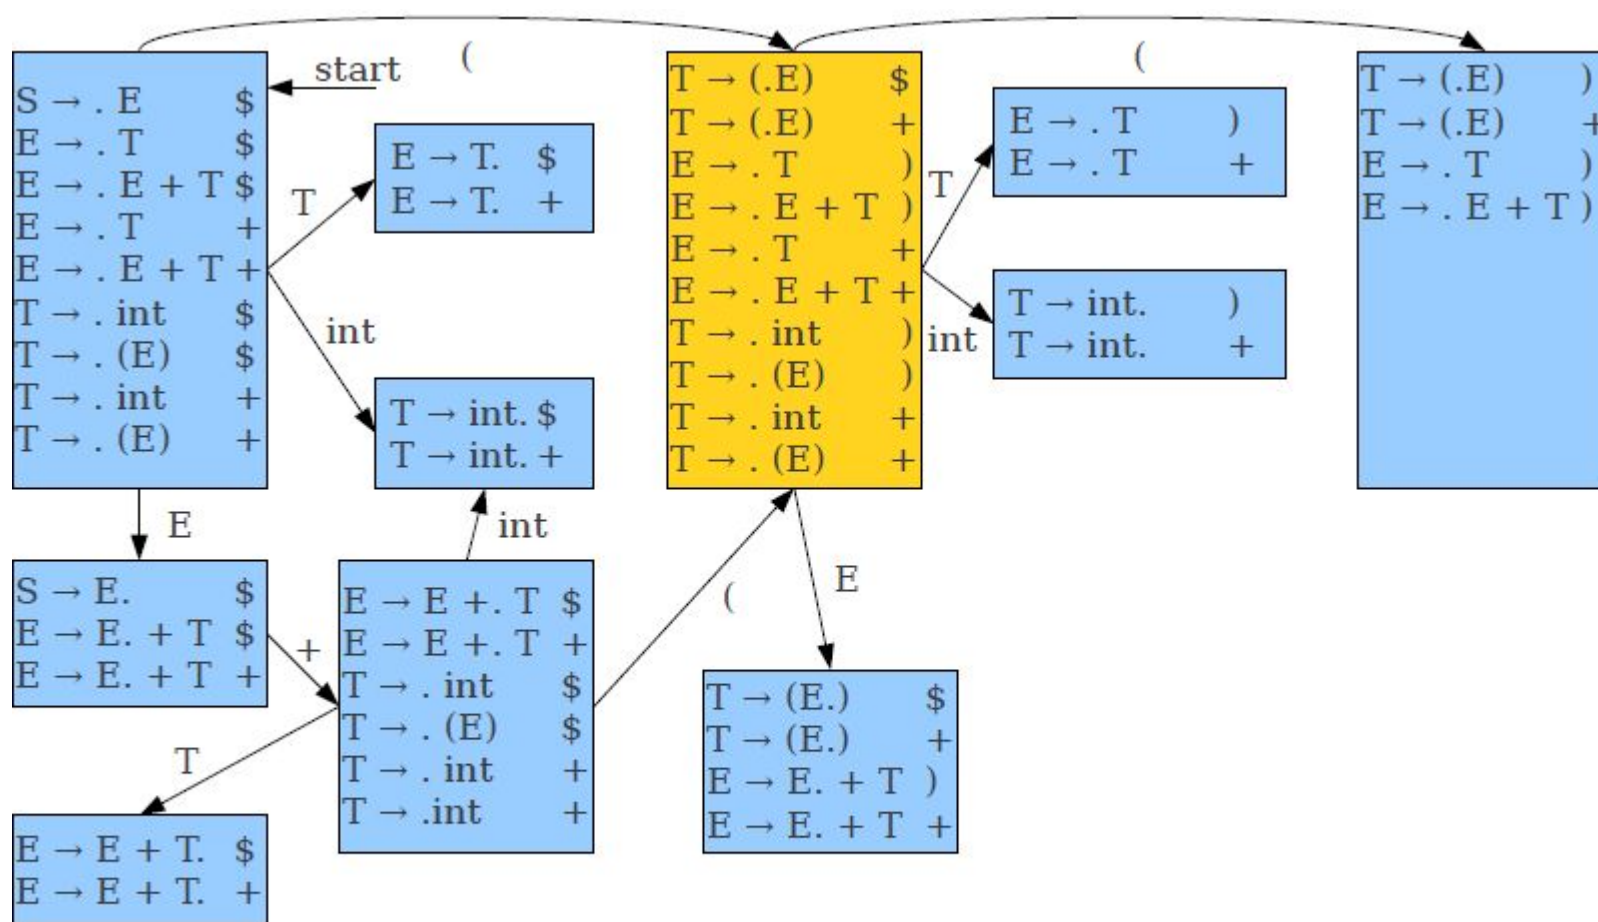 (
(
start
S → . E $
E → . T $
E → . E + T $
E → . T +
E → . E + T +
T → . int $
T → . (E) $
T → . int +
T → . (E) +
T
E → T. $
E → T. +
int
T → int. $
T → int. +
T → (.E) $
T → (.E) +
E → . T )
E → . E + T )
E → . T +
E → . E + T +
T → . int )
T → . (E) )
T → . int +
T → . (E) +
T
E → . T )
E → . T +
int
T → int. )
T → int. +
T → (.E) )
T → (.E) +
E → . T )
E → . E + T )
E
int
S → E. $
E → E. + T $
E → E. + T +
+
E → E +. T $
E → E +. T +
T → . int $
T → . (E) $
T → . int +
T → .int +
(
E
T → (E.) $
T → (E.) +
E → E. + T )
E → E. + T +
T
E → E + T. $
E → E + T. +